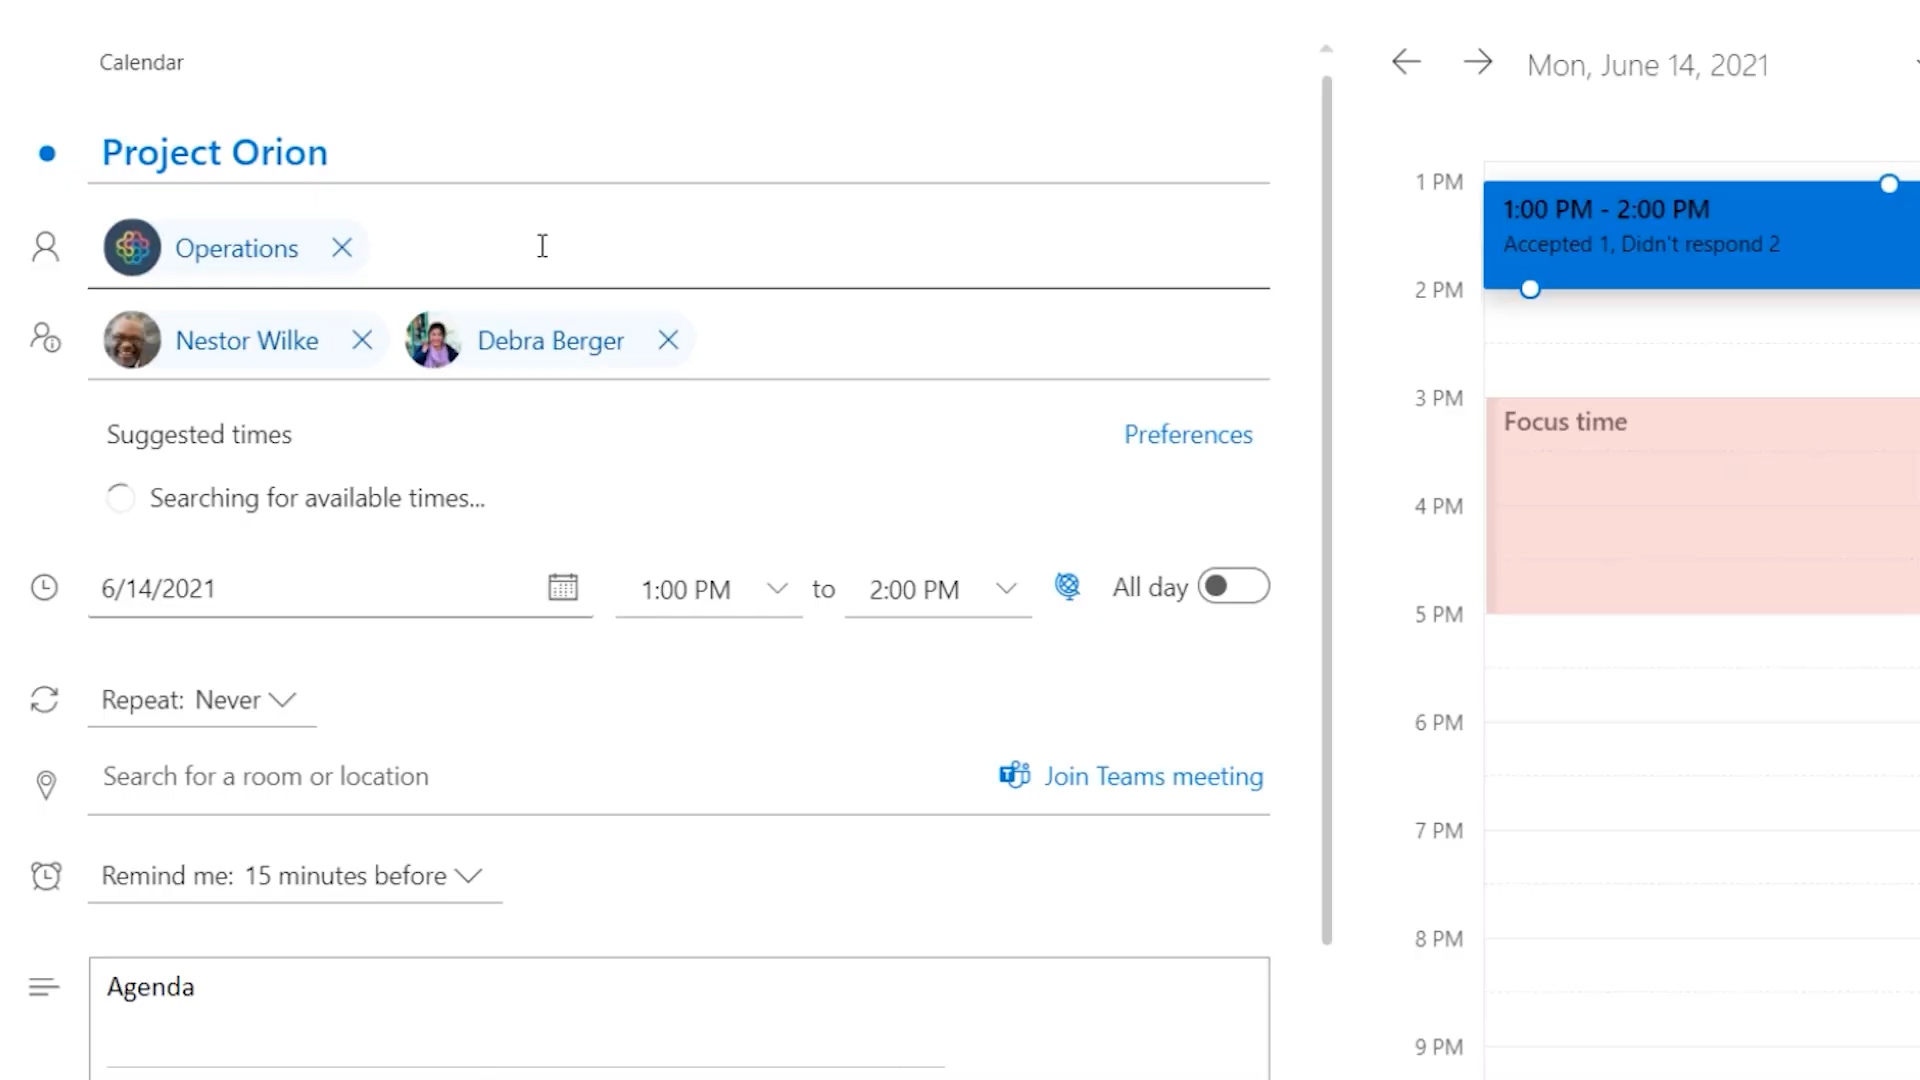 Calendar
Mon, June 14, 2021
Project Orion
1 PM
1:00 PM - 2:00 PM
Accepted 1, Didn't respond 2
Operations
2 PM
Nestor Wilke
Debra Berger
3 PM
Focus time
Suggested times
Preferences
Searching for available times...
4 PM
6/14/2021
1:00 PM
to
2:00 PM
All day
5 PM
Repeat: Never
6 PM
Search for a room or location
Join Teams meeting
7 PM
Remind me: 15 minutes before
8 PM
Agenda
9 PM